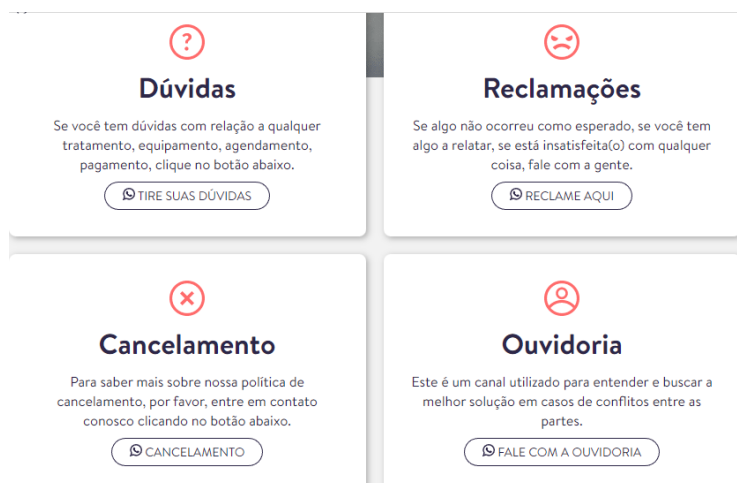 Dúvidas
Se você tem dúvidas com relação a qualquer
tratamento, equipamento, agendamento,
pagamento, clique no botão abaixo.
TIRE SUAS DÚVIDAS
Reclamações
Se algo não ocorreu como esperado, se você tem
algo a relatar, se está insatisfeita(o) com qualquer
coisa, fale com a gente.
RECLAME AQUI
Cancelamento
Para saber mais sobre nossa política de
cancelamento, por favor, entre em contato
conosco clicando no botão abaixo.
CANCELAMENTO
Ouvidoria
Este é um canal utilizado para entender e buscar a
melhor solução em casos de conflitos entre as
partes.
FALE COM A OUVIDORIA